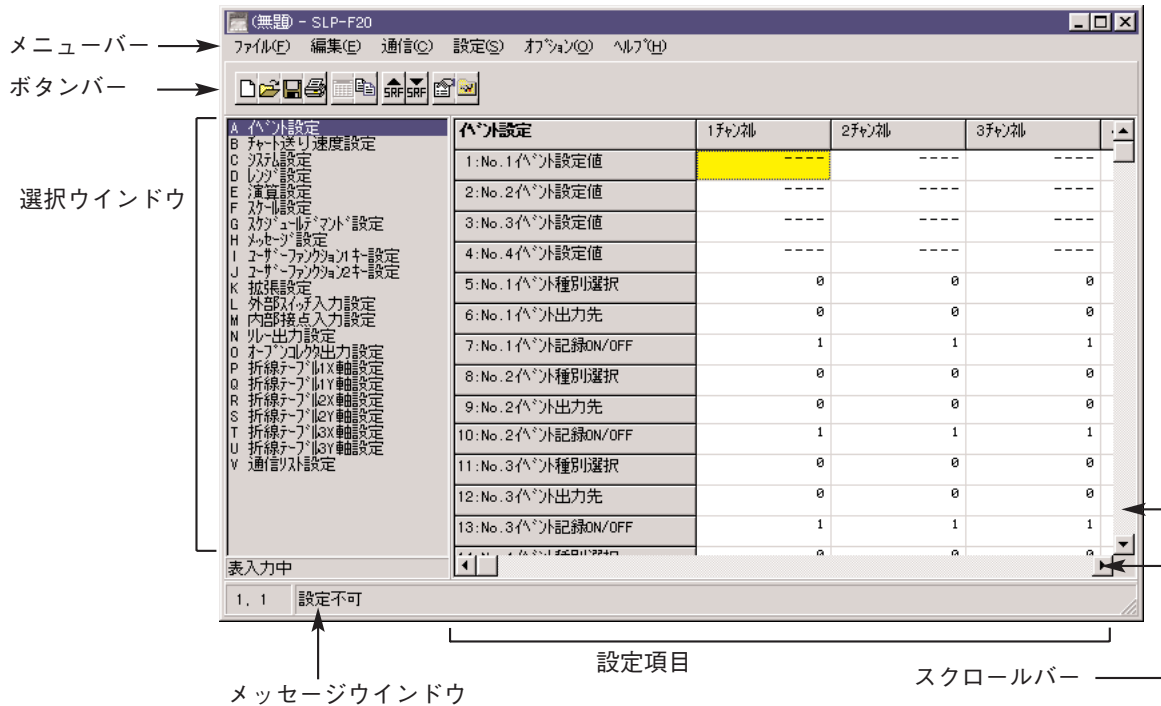 (無題) - SLP-F20
メニューバー
ファイル(F) 編集(E) 通信(C) 設定(S) オプション(O) ヘルプ(H)
ボタンバー
SRF SRF
選択ウインドウ
A イベント設定
B チャート送り速度設定
C システム設定
D レンジ設定
E 演算設定
F スケール設定
G スケジュールデマンド設定
H メッセージ設定
I ユーザーファンクション1キー設定
J ユーザーファンクション2キー設定
K 拡張設定
L 外部スイッチ入力設定
M 内部接点入力設定
N リレー出力設定
O オープンコレクタ出力設定
P 折線テーブル1X軸設定
Q 折線テーブル1Y軸設定
R 折線テーブル2X軸設定
S 折線テーブル2Y軸設定
T 折線テーブル3X軸設定
U 折線テーブル3Y軸設定
V 通信リスト設定
表入力中
イベント設定 1チャンネル 2チャンネル 3チャンネル
1:No.1イベント設定値 ---- ---- ----
2:No.2イベント設定値 ---- ---- ----
3:No.3イベント設定値 ---- ---- ----
4:No.4イベント設定値 ---- ---- ----
5:No.1イベント種別選択 0 0 0
6:No.1イベント出力先 0 0 0
7:No.1イベント記録ON/OFF 1 1 1
8:No.2イベント種別選択 0 0 0
9:No.2イベント出力先 0 0 0
10:No.2イベント記録ON/OFF 1 1 1
11:No.3イベント種別選択 0 0 0
12:No.3イベント出力先 0 0 0
13:No.3イベント記録ON/OFF 1 1 1
1, 1 設定不可
設定項目
スクロールバー
メッセージウインドウ